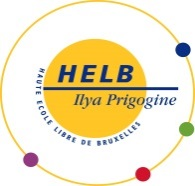 HELB
Ilya Prigogine
HAUTE ECOLE LIBRE DE BRUXELLES